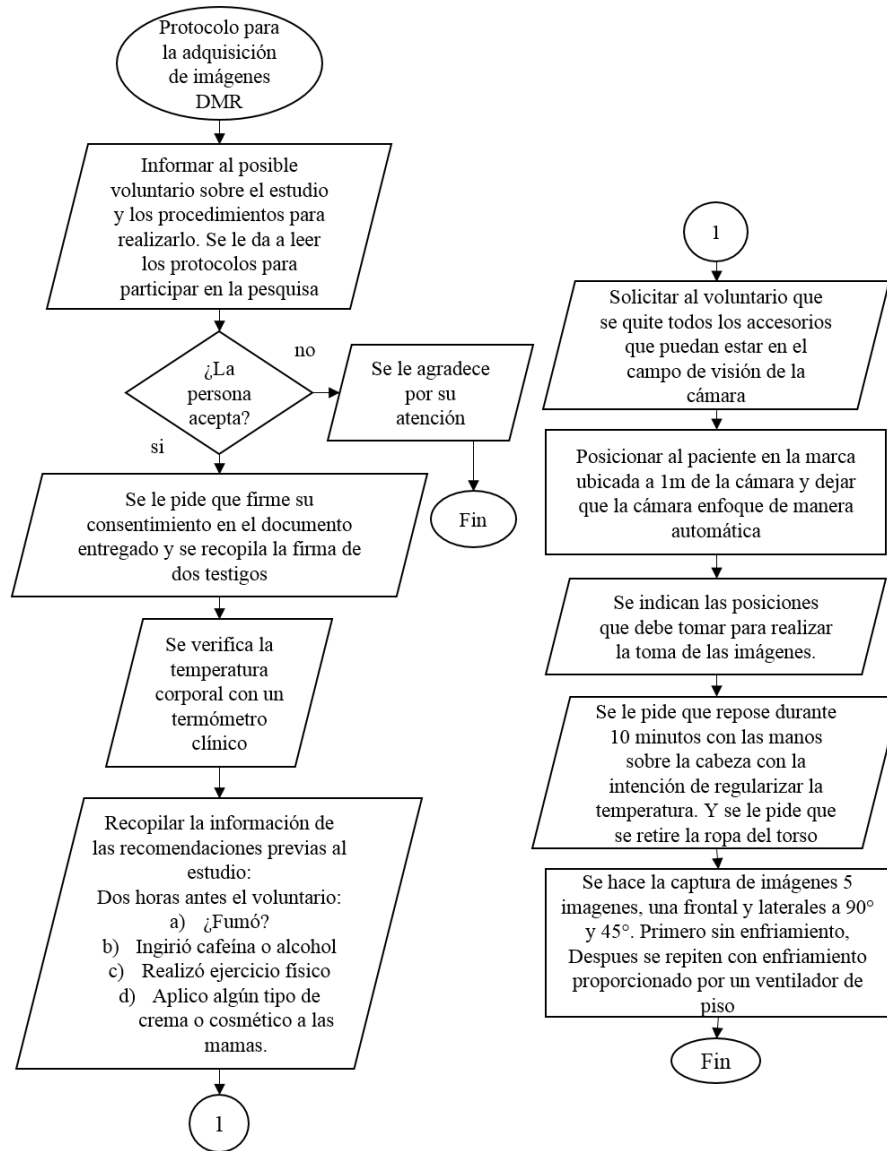 Protocolo para
la adquisición
de imágenes
DMR
Informar al posible
voluntario sobre el estudio
y los procedimientos para
realizarlo. Se le da a leer
los protocolos para
participar en la pesquisa
¿La
persona
acepta?
no
Se le agradece
por su
atención
Fin
si
Se le pide que firme su
consentimiento en el documento
entregado y se recopila la firma de
dos testigos
Se verifica la
temperatura
corporal con un
termómetro
clínico
Recopilar la información de
las recomendaciones previas al
estudio:
Dos horas antes el voluntario:
a) ¿Fumó?
b) Ingirió cafeína o alcohol
c) Realizó ejercicio físico
d) Aplico algún tipo de
crema o cosmético a las
mamas.
1
1
Solicitar al voluntario que
se quite todos los accesorios
que puedan estar en el
campo de visión de la
cámara
Posicionar al paciente en la marca
ubicada a 1m de la cámara y dejar
que la cámara enfoque de manera
automática
Se indican las posiciones
que debe tomar para realizar
la toma de las imágenes.
Se le pide que repose durante
10 minutos con las manos
sobre la cabeza con la
intención de regularizar la
temperatura. Y se le pide que
se retire la ropa del torso
Se hace la captura de imágenes 5
imagenes, una frontal y laterales a 90°
y 45°. Primero sin enfriamiento,
Despues se repiten con enfriamiento
proporcionado por un ventilador de
piso
Fin